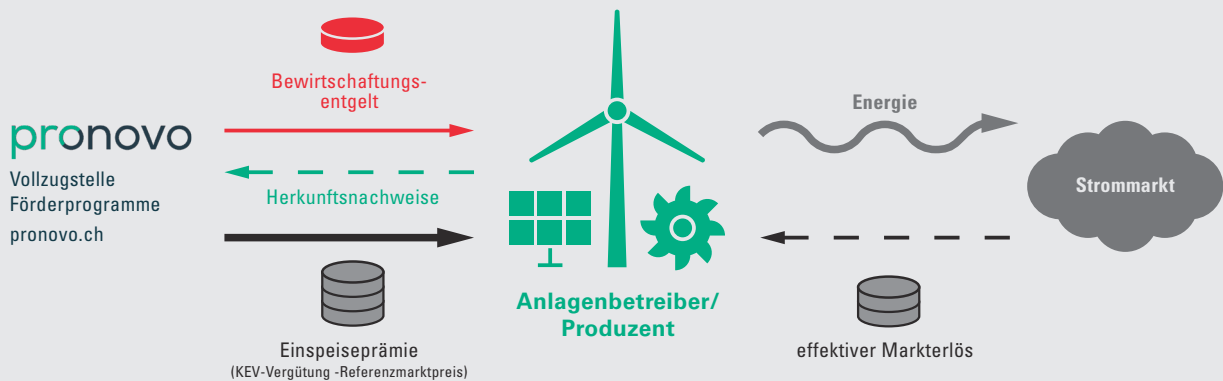 pronovo
Vollzugstelle
Förderprogramme
pronovo.ch
Bewirtschaftungs-
entgelt
Herkunftsnachweise
Einspeiseprämie
(KEV-Vergütung -Referenzmarktpreis)
Anlagenbetreiber/
Produzent
Energie
Strommarkt
effektiver Markterlös